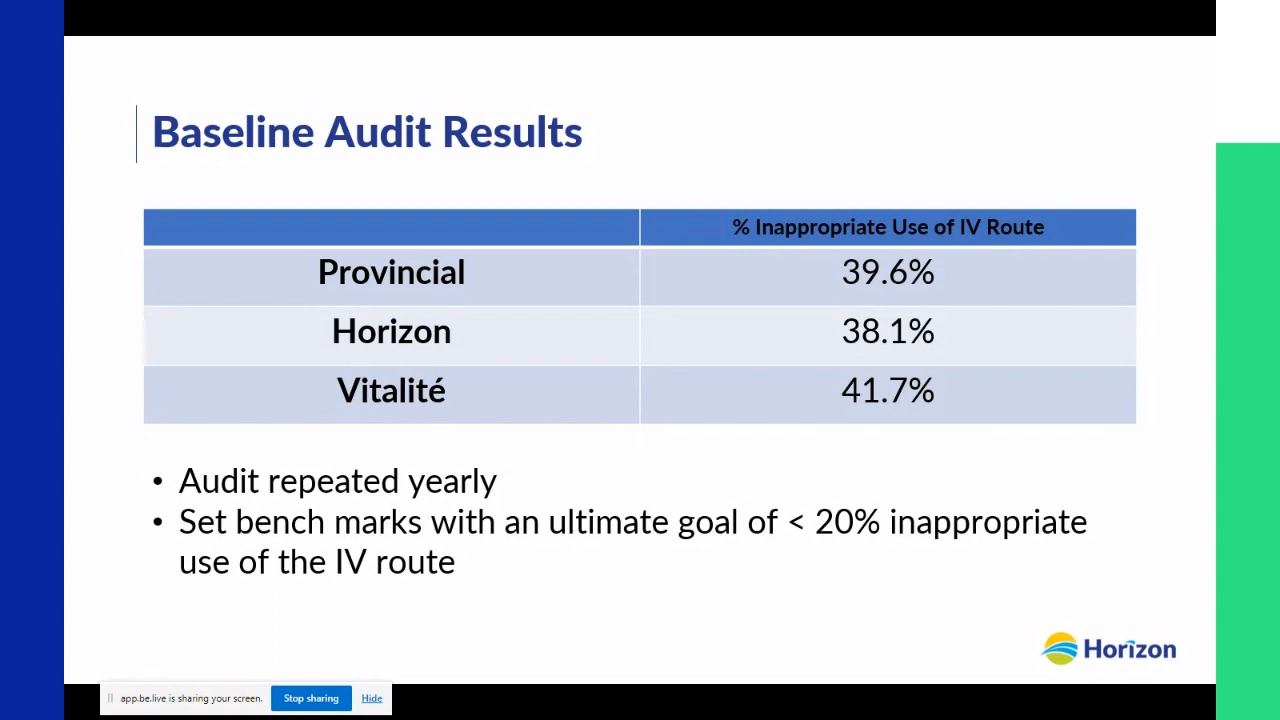 Baseline Audit Results
% Inappropriate Use of IV Route
Provincial 39.6%
Horizon 38.1%
Vitalité 41.7%
• Audit repeated yearly
• Set bench marks with an ultimate goal of < 20% inappropriate
use of the IV route
Horizon
app.be.live is sharing your screen. Stop sharing Hide